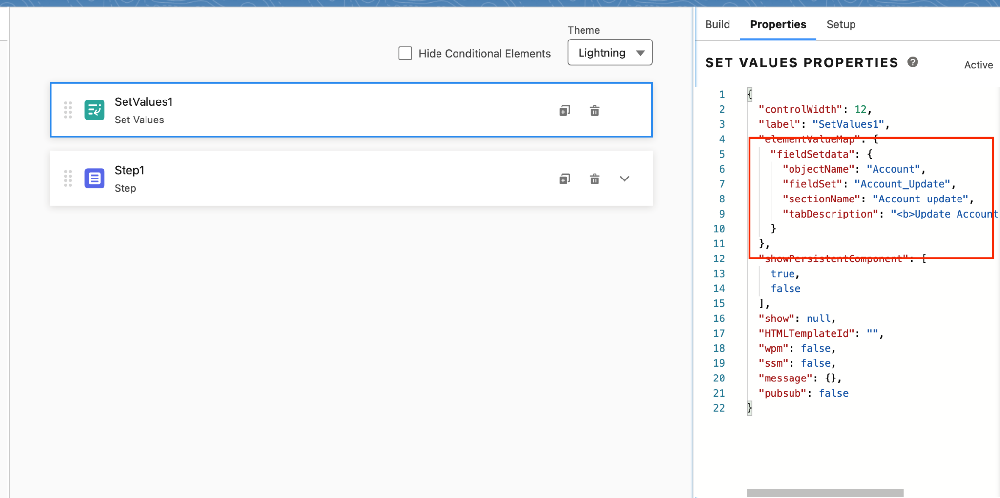 Build Properties Setup
Theme
Hide Conditional Elements
Lightning
SET VALUES PROPERTIES ?
Active
SetValues1
Set Values
Step1
Step
1 {
2 "controlWidth": 12,
3 "label": "SetValues1",
4 "elementValueMap": {
5 "fieldSetdata": {
6 "objectName": "Account",
7 "fieldSet": "Account_Update",
8 "sectionName": "Account update",
9 "tabDescription": "<b>Update Account
10 }
11 },
12 "showPersistentComponent": [
13 true,
14 false
15 ],
16 "show": null,
17 "HTMLTemplateId": "",
18 "wpm": false,
19 "ssm": false,
20 "message": {},
21 "pubsub": false
22 }